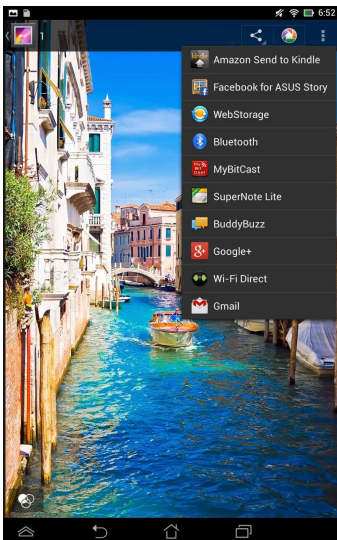 6:52
1
Amazon Send to Kindle
Facebook for ASUS Story
WebStorage
Bluetooth
MyBitCast
SuperNote Lite
BuddyBuzz
Google+
Wi-Fi Direct
Gmail